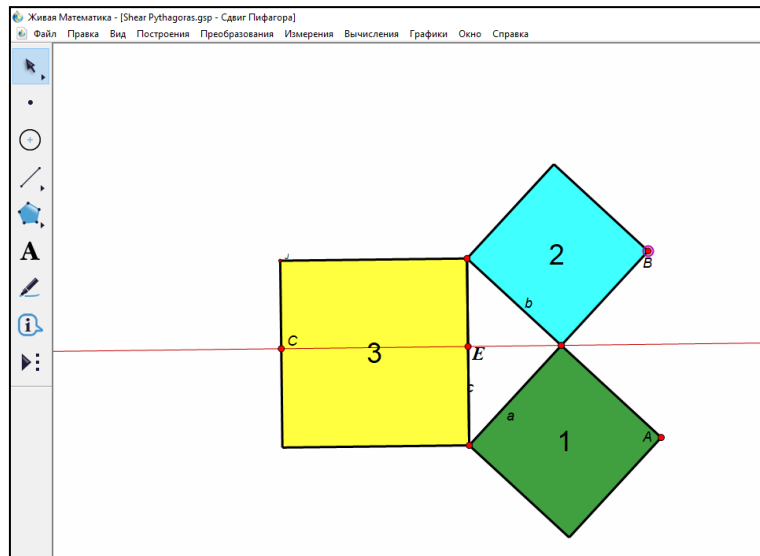 Живая Математика - [Shear Pythagoras.gsp - Сдвиг Пифагора]
Файл Правка Вид Построения Преобразования Измерения Вычисления Графики Окно Справка
A
2
B
b
C
3
E
c
a
1
A